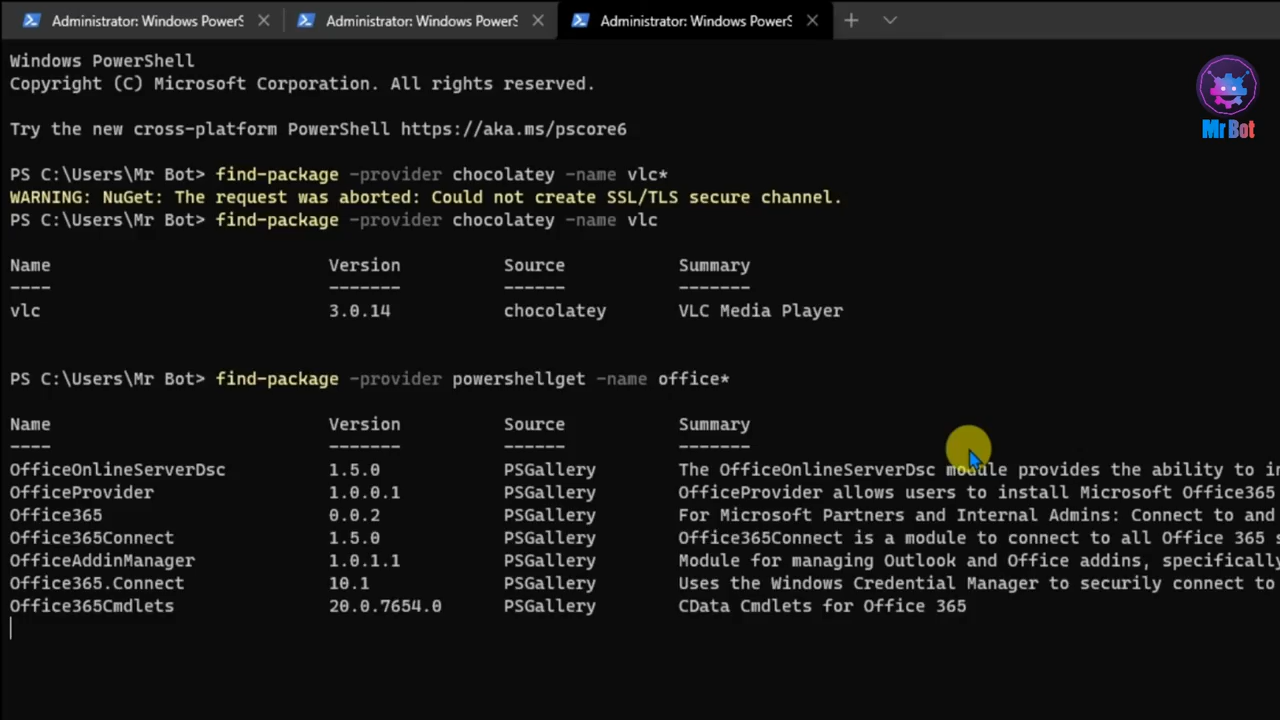 Administrator: Windows PowerS
Administrator: Windows PowerS
Administrator: Windows PowerS
Windows PowerShell
Copyright (C) Microsoft Corporation. All rights reserved.
Mr Bot
Try the new cross-platform PowerShell https://aka.ms/pscore6
PS C:\Users\Mr Bot> find-package -provider chocolatey -name vlc*
WARNING: NuGet: The request was aborted: Could not create SSL/TLS secure channel.
PS C:\Users\Mr Bot> find-package -provider chocolatey -name vlc
Name Version Source Summary
---- ------- ------ -------
vlc 3.0.14 chocolatey VLC Media Player
PS C:\Users\Mr Bot> find-package -provider powershellget -name office*
Name Version Source Summary
---- ------- ------ -------
OfficeOnlineServerDsc 1.5.0 PSGallery The OfficeOnlineServerDsc module provides the ability to in
OfficeProvider 1.0.0.1 PSGallery OfficeProvider allows users to install Microsoft Office365
Office365 0.0.2 PSGallery For Microsoft Partners and Internal Admins: Connect to and
Office365Connect 1.5.0 PSGallery Office365Connect is a module to connect to all Office 365 s
OfficeAddinManager 1.0.1.1 PSGallery Module for managing Outlook and Office addins, specifically
Office365.Connect 10.1 PSGallery Uses the Windows Credential Manager to securily connect to
Office365Cmdlets 20.0.7654.0 PSGallery CData Cmdlets for Office 365